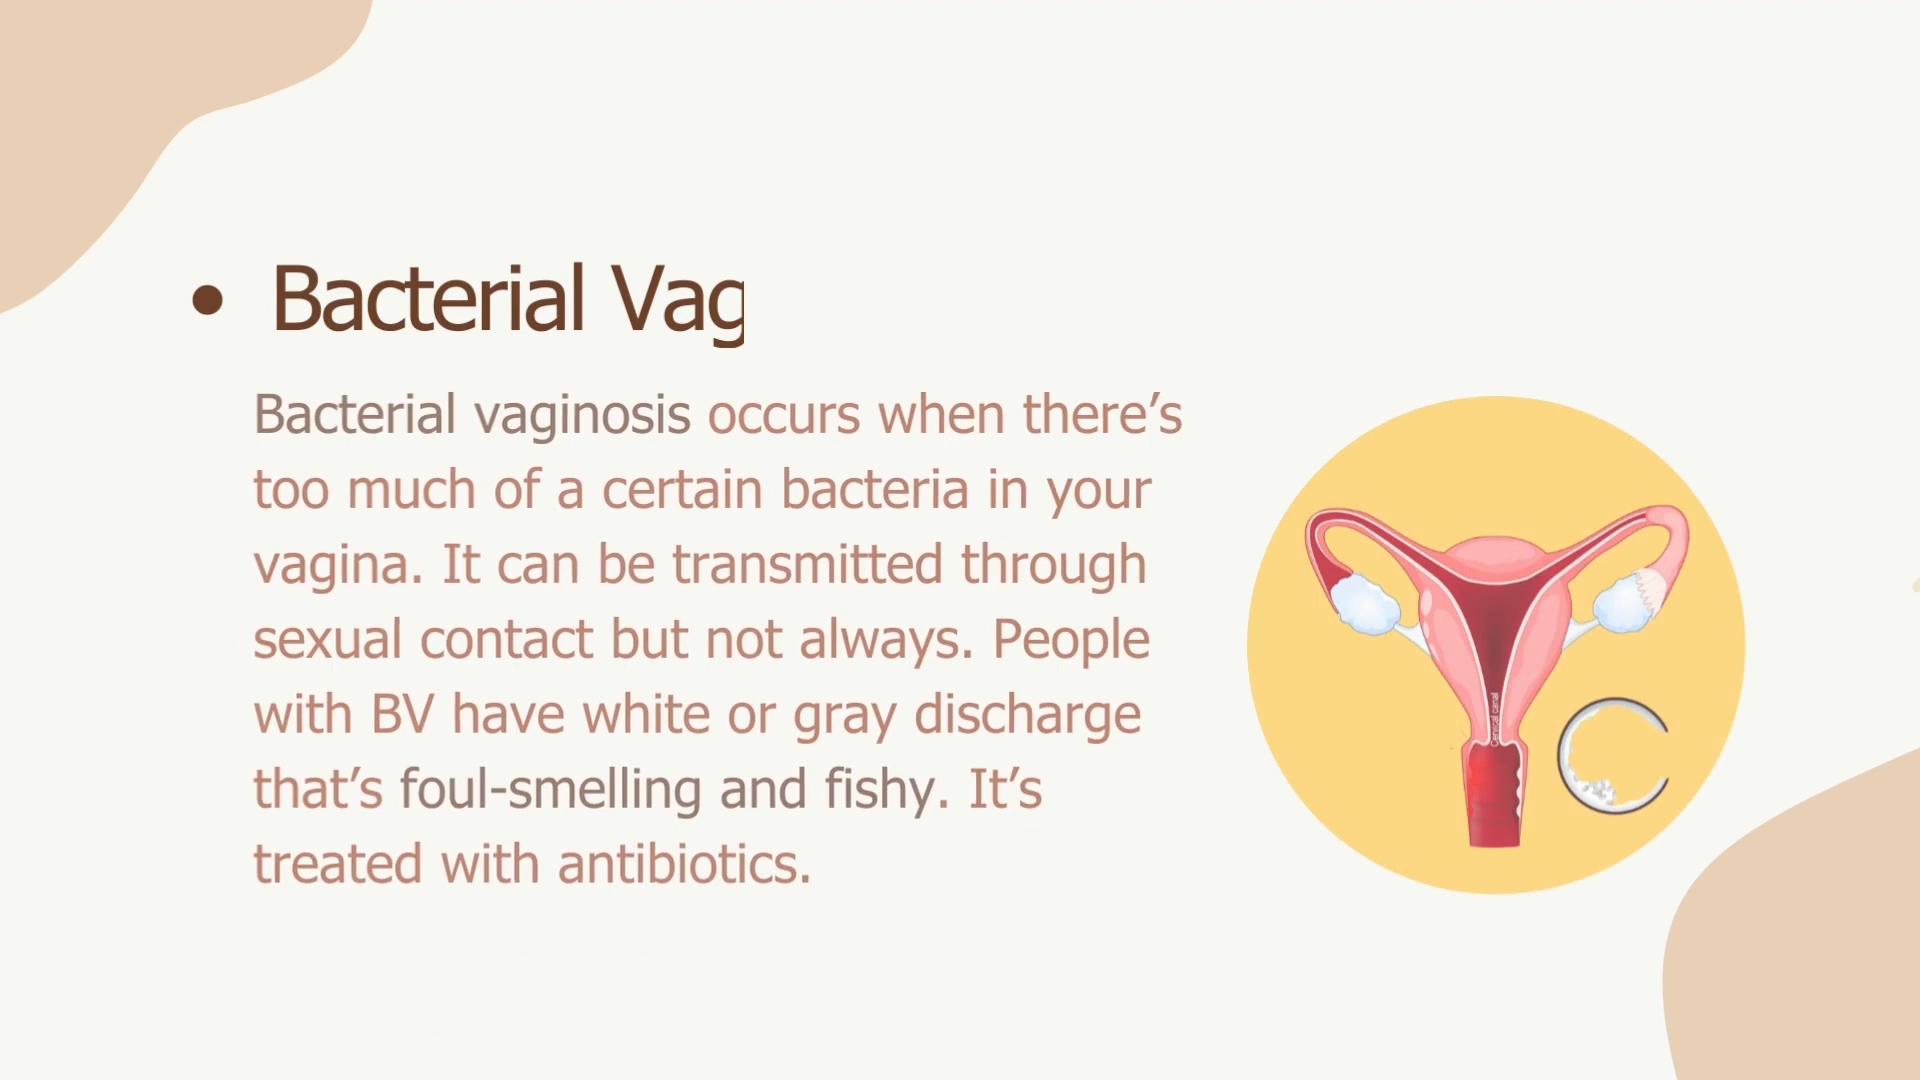 • Bacterial Vag
Bacterial vaginosis occurs when there’s
too much of a certain bacteria in your
vagina. It can be transmitted through
sexual contact but not always. People
with BV have white or gray discharge
that’s foul-smelling and fishy. It’s
treated with antibiotics.
Cervical canal